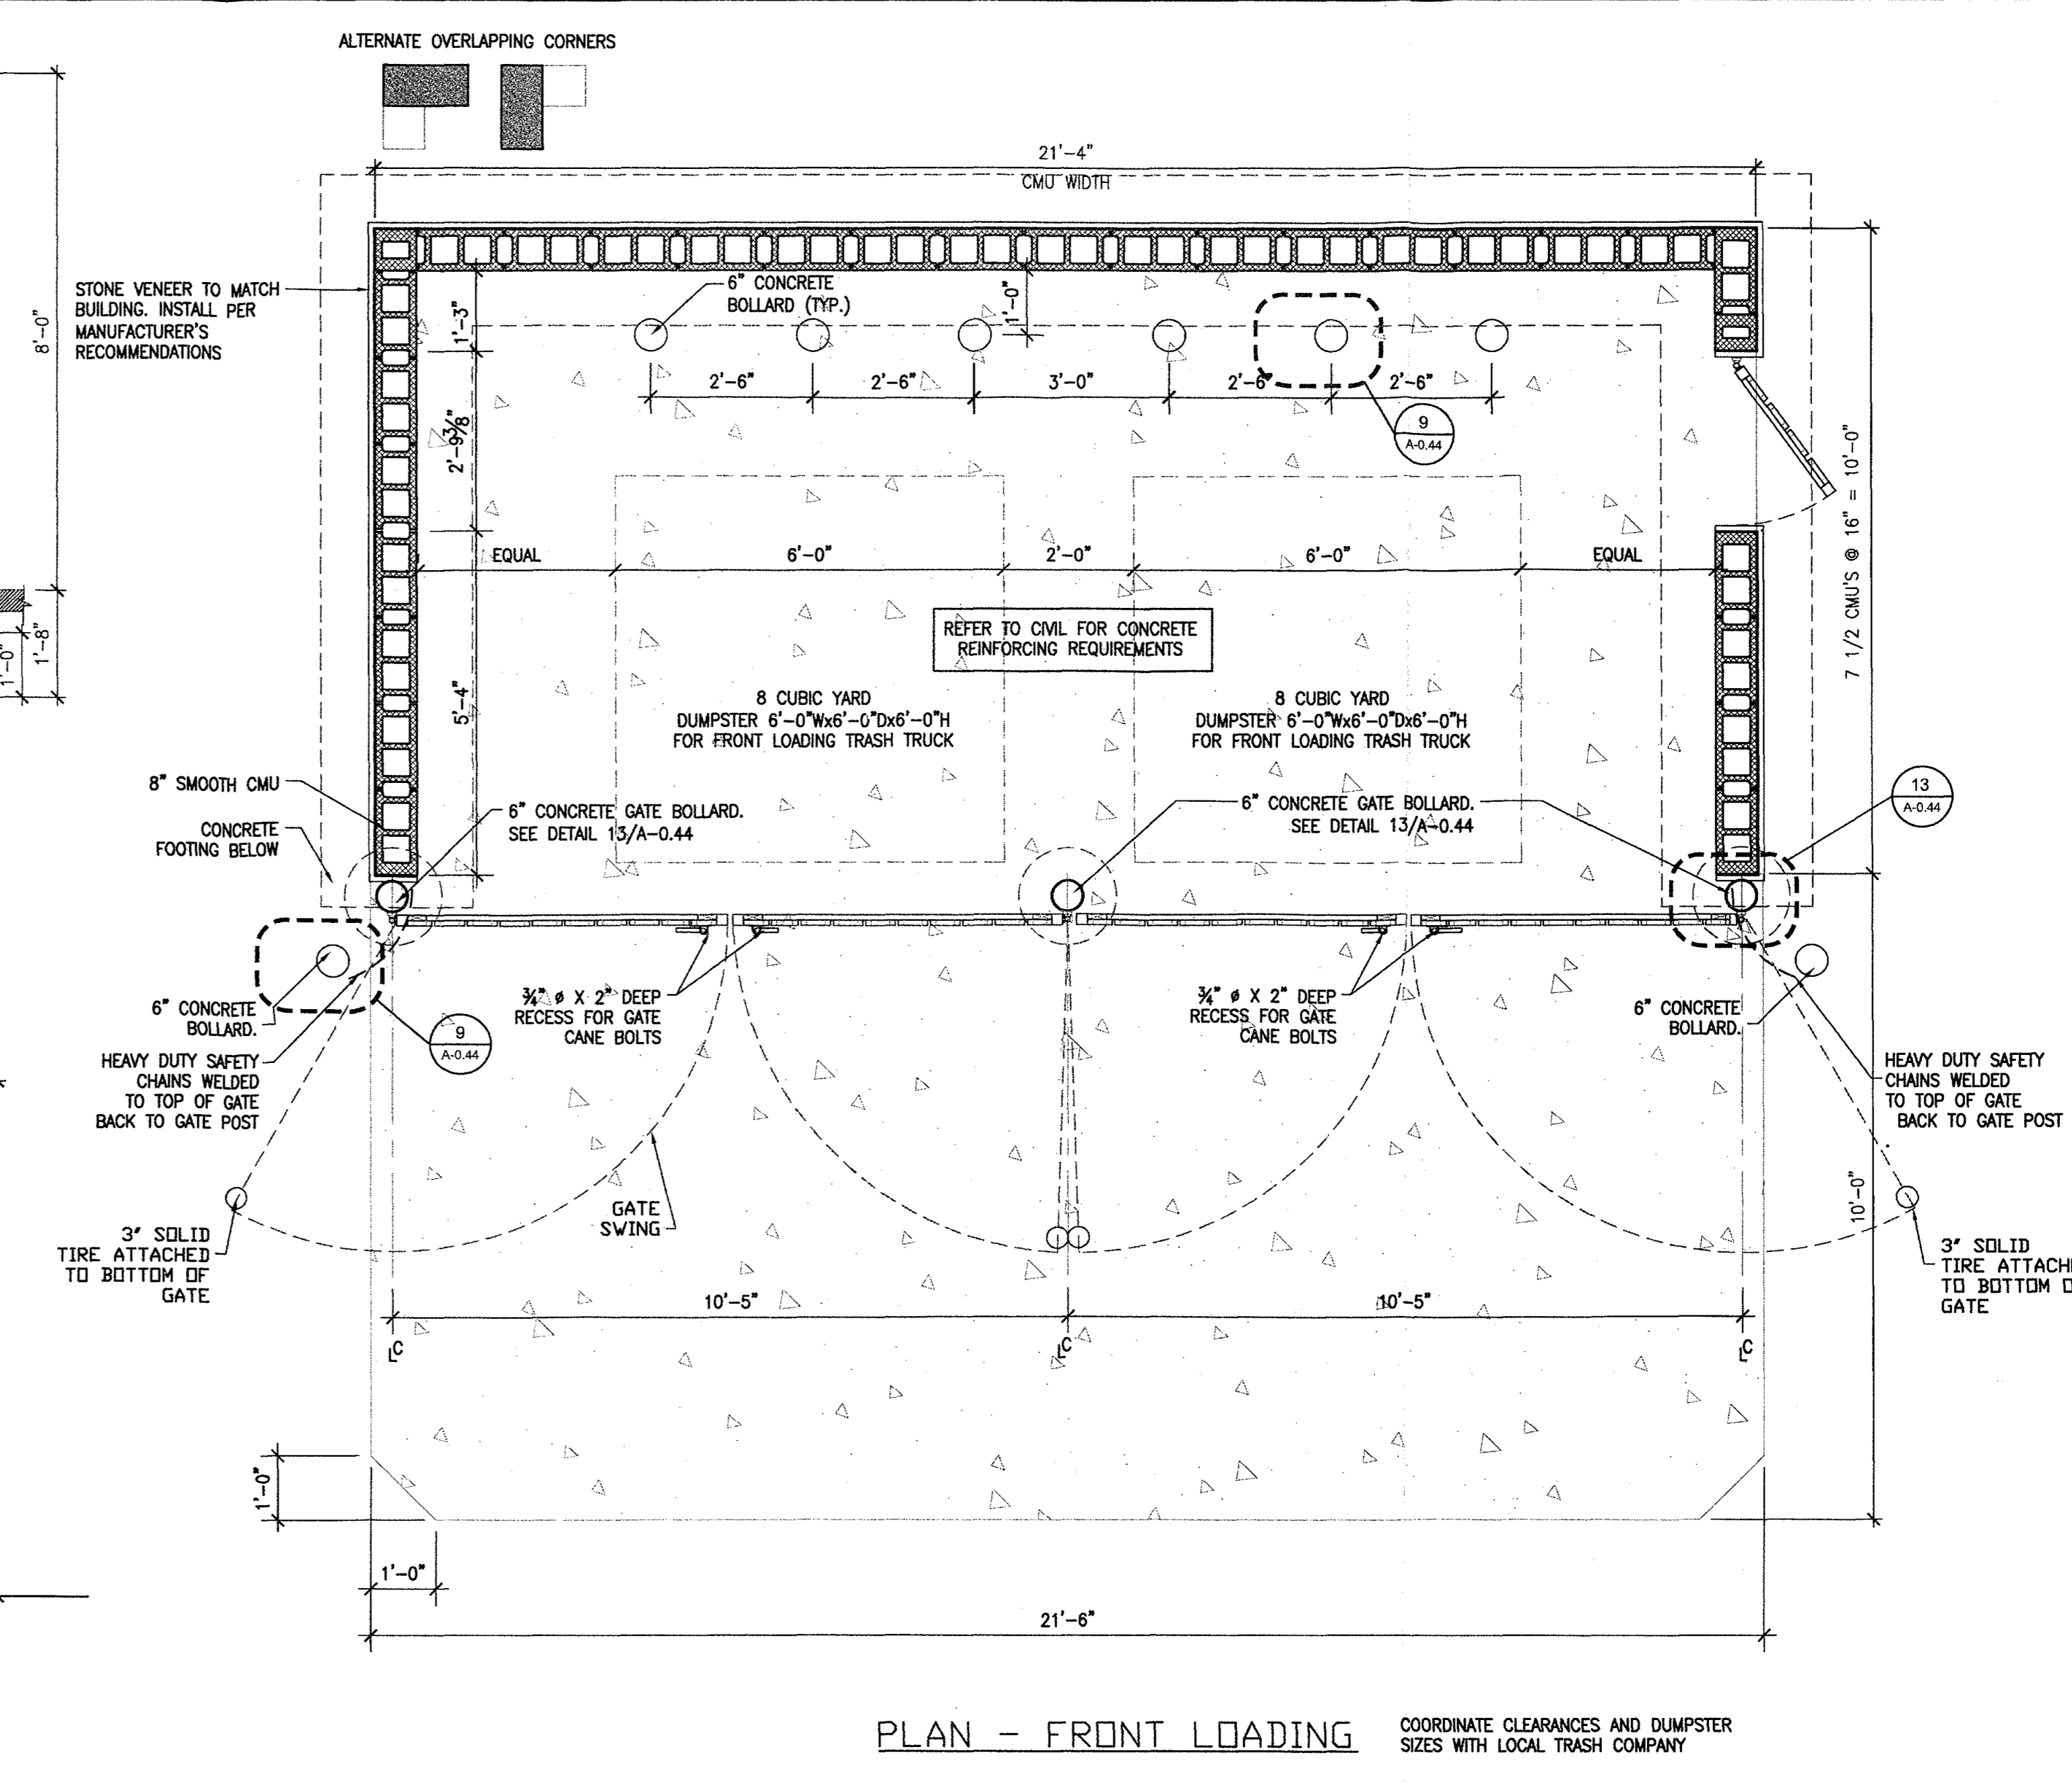 ALTERNATE OVERLAPPING CORNERS
21'-4"
CMU WIDTH
8'-0"
1'-0"
1'-8"
STONE VENEER TO MATCH
BUILDING. INSTALL PER
MANUFACTURER'S
RECOMMENDATIONS
6" CONCRETE
BOLLARD (TYP.)
1'-3"
1'-0"
2'-6"
2'-6"
3'-0"
2'-6"
2'-6"
9
A-0.44
2'-9⅜"
7 1/2 CMU'S @ 16" = 10'-0"
EQUAL
6'-0"
2'-0"
6'-0"
EQUAL
REFER TO CIVIL FOR CONCRETE
REINFORCING REQUIREMENTS
5'-4"
8 CUBIC YARD
DUMPSTER 6'-0"Wx6'-0"Dx6'-0"H
FOR FRONT LOADING TRASH TRUCK
8 CUBIC YARD
DUMPSTER 6'-0"Wx6'-0"Dx6'-0"H
FOR FRONT LOADING TRASH TRUCK
8" SMOOTH CMU
CONCRETE
FOOTING BELOW
6" CONCRETE GATE BOLLARD.
SEE DETAIL 13/A-0.44
6" CONCRETE GATE BOLLARD.
SEE DETAIL 13/A-0.44
13
A-0.44
6" CONCRETE
BOLLARD.
9
A-0.44
¾" ø X 2" DEEP
RECESS FOR GATE
CANE BOLTS
¾" ø X 2" DEEP
RECESS FOR GATE
CANE BOLTS
6" CONCRETE
BOLLARD.
HEAVY DUTY SAFETY
CHAINS WELDED
TO TOP OF GATE
BACK TO GATE POST
HEAVY DUTY SAFETY
CHAINS WELDED
TO TOP OF GATE
BACK TO GATE POST
GATE
SWING
10'-0"
3" SOLID
TIRE ATTACHED
TO BOTTOM OF
GATE
3" SOLID
TIRE ATTACHE
TO BOTTOM O
GATE
10'-5"
10'-5"
CL
CL
CL
1'-0"
1'-0"
21'-6"
PLAN - FRONT LOADING
COORDINATE CLEARANCES AND DUMPSTER
SIZES WITH LOCAL TRASH COMPANY